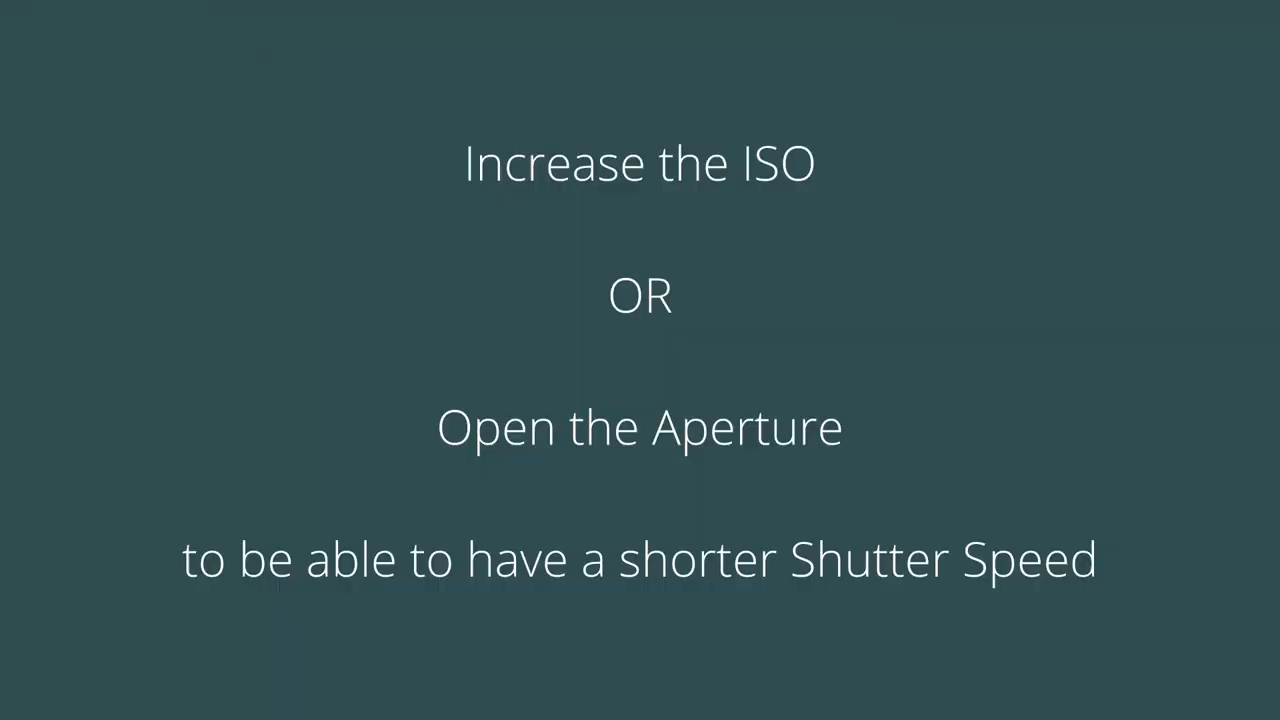 Increase the ISO
OR
Open the Aperture
to be able to have a shorter Shutter Speed